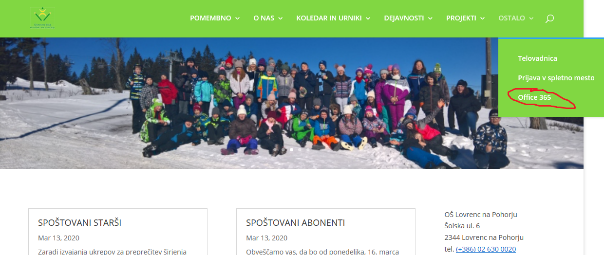 POMEMBNO
O NAS
KOLEDAR IN URNIKI
DEJAVNOSTI
PROJEKTI
OSTALO
Telovadnica
Prijava v spletno mesto
Office 365
SPOŠTOVANI STARŠI
Mar 13, 2020
Zaradi izvajanja ukrepov za preprečitev širjenja
SPOŠTOVANI ABONENTI
Mar 13, 2020
Obveščamo vas, da bo od ponedeljka, 16. marca
OŠ Lovrenc na Pohorju
Šolska ul. 6
2344 Lovrenc na Pohorju
tel. (+386) 02 630 0020